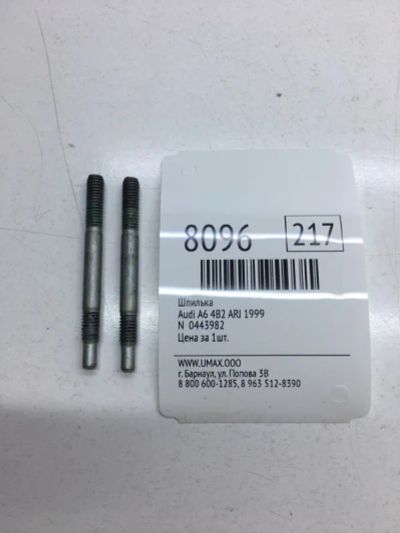 8096 217
Шпилька
Audi A6 4B2 ARJ 1999
N 0443982
Цена за 1шт.
WWW.UMAX.OOO
г. Барнаул, ул. Попова 3В
8 800 600-1285, 8 963 512-8390